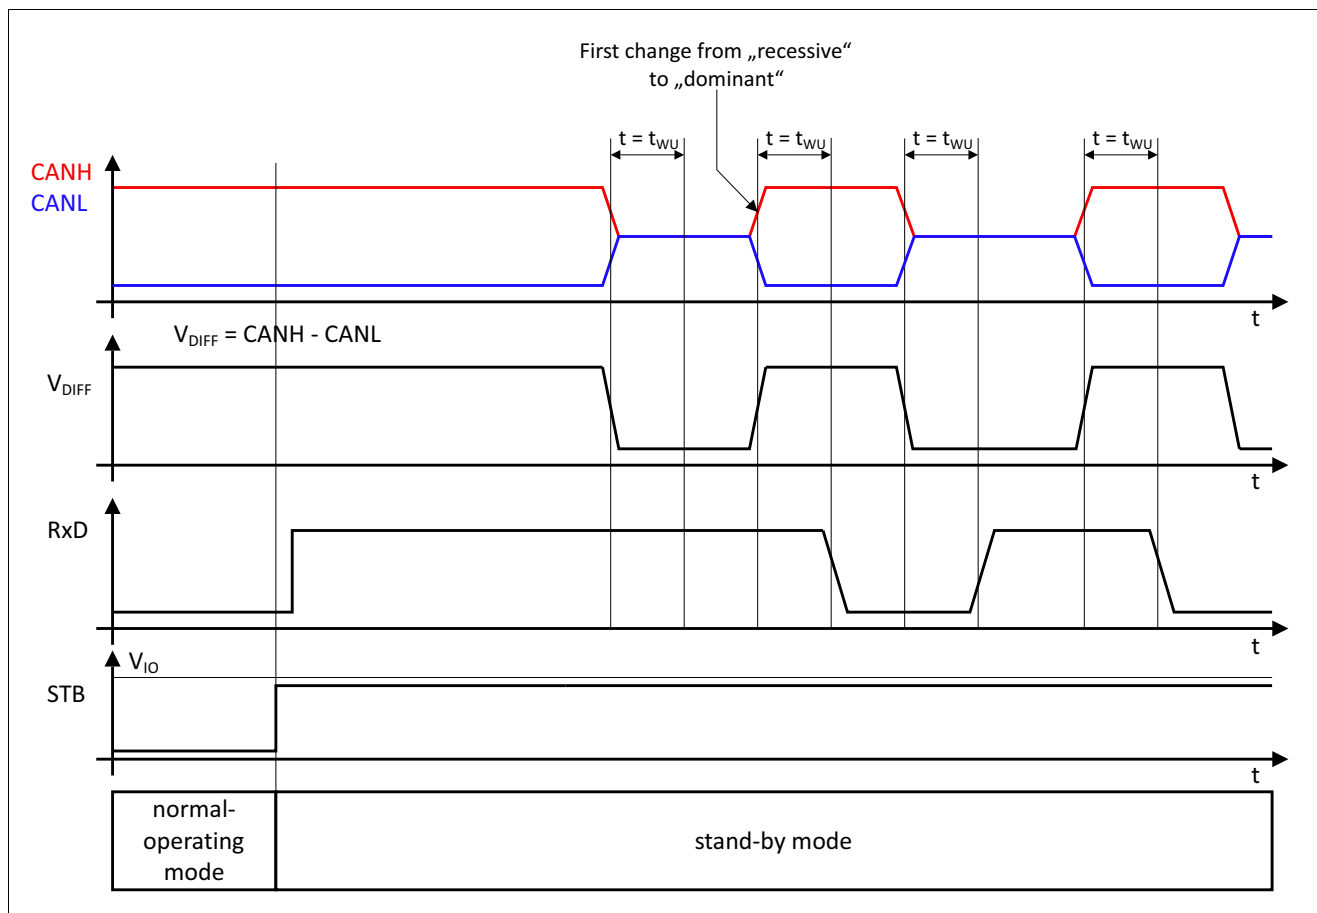 First change from „recessive“
to „dominant“
t = tWU
t = tWU
t = tWU
t = tWU
CANH
CANL
t
VDIFF = CANH - CANL
VDIFF
t
RxD
t
VIO
STB
t
normal-
operating
mode
stand-by mode